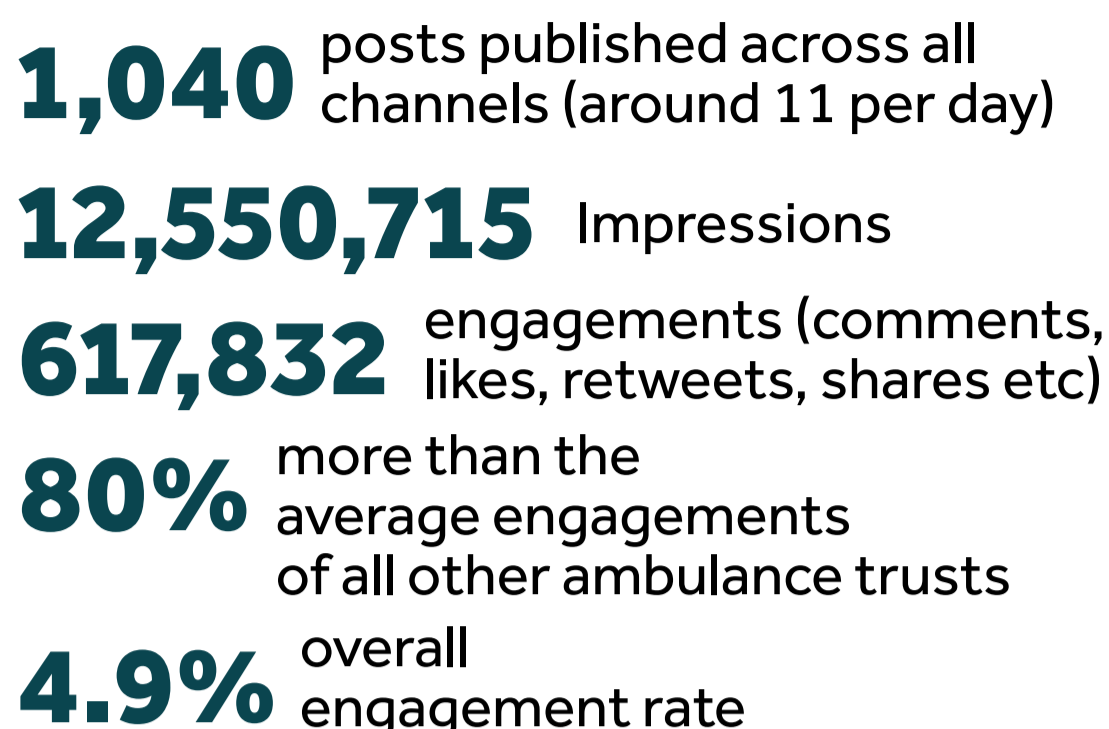 1,040 posts published across all
channels (around 11 per day)
12,550,715 Impressions
617,832 engagements (comments,
likes, retweets, shares etc)
80% more than the
average engagements
of all other ambulance trusts
4.9% overall
engagement rate